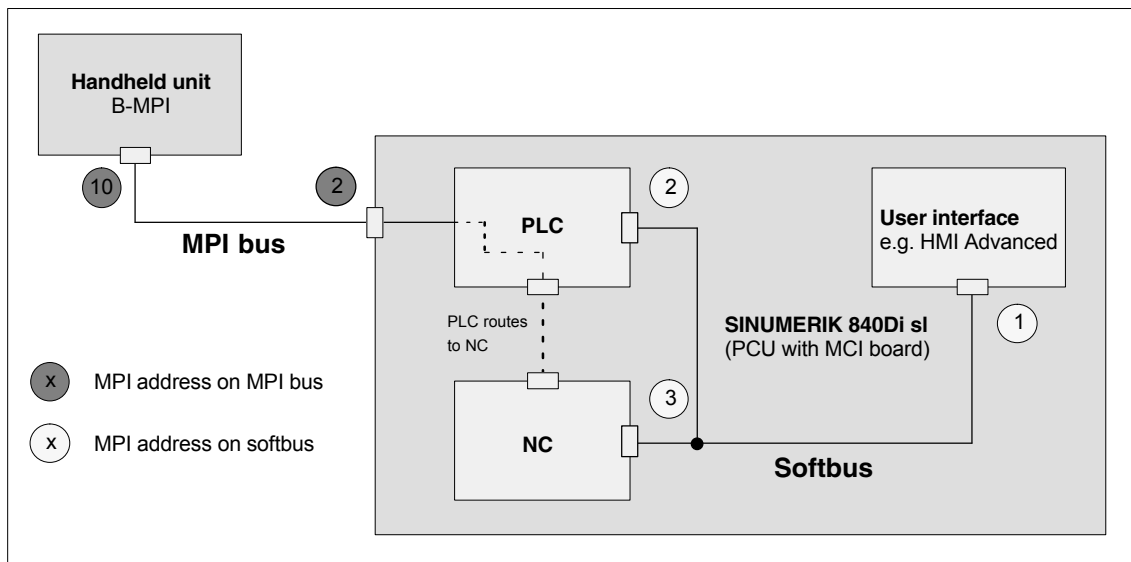 Handheld unit
B-MPI
10
2
MPI bus
PLC
2
User interface
e.g. HMI Advanced
1
PLC routes
to NC
SINUMERIK 840Di sl
(PCU with MCI board)
x MPI address on MPI bus
x MPI address on softbus
NC
3
Softbus